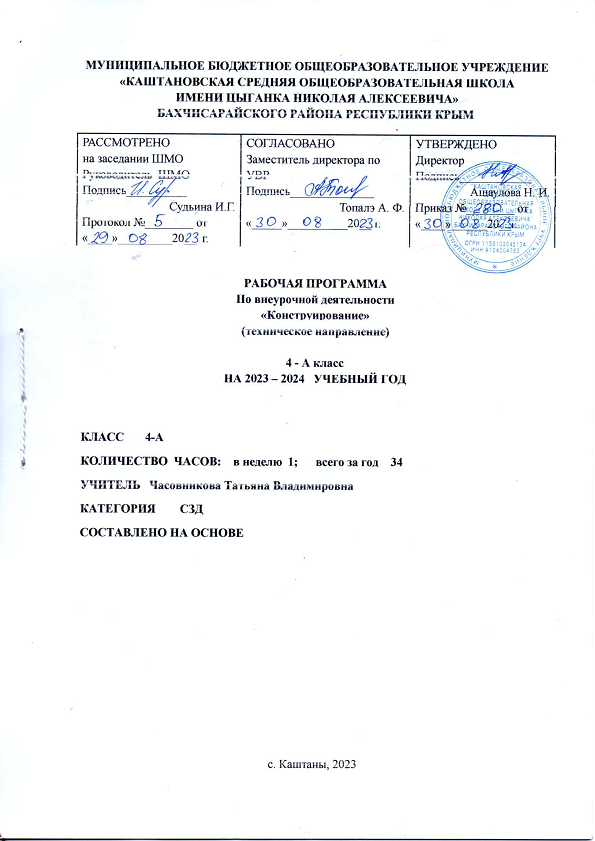 МУНИЦИПАЛЬНОЕ БЮДЖЕТНОЕ ОБЩЕОБРАЗОВАТЕЛЬНОЕ УЧРЕЖДЕНИЕ
«КАШТАНОВСКАЯ СРЕДНЯЯ ОБЩЕОБРАЗОВАТЕЛЬНАЯ ШКОЛА
ИМЕНИ ЦЫГАНКА НИКОЛАЯ АЛЕКСЕЕВИЧА»
БАХЧИСАРАЙСКОГО РАЙОНА РЕСПУБЛИКИ КРЫМ
РАССМОТРЕНО
на заседании ШМО
Руководитель ШМО
Подпись
Судьина И.Г.
Протокол № 5 от
« 29 » 08 2023 г.
СОГЛАСОВАНО
Заместитель директора по
УВР
Подпись
Топалэ А. Ф.
« 30 » 08 2023г.
УТВЕРЖДЕНО
Директор
Подпись
Ашаулова Н. И.
Приказ № 280 от
« 30 » 08 2023г.
РАБОЧАЯ ПРОГРАММА
По внеурочной деятельности
«Конструирование»
(техническое направление)
4 - А класс
НА 2023 – 2024 УЧЕБНЫЙ ГОД
КЛАСС 4-А
КОЛИЧЕСТВО ЧАСОВ: в неделю 1; всего за год 34
УЧИТЕЛЬ Часовникова Татьяна Владимировна
КАТЕГОРИЯ СЗД
СОСТАВЛЕНО НА ОСНОВЕ
с. Каштаны, 2023